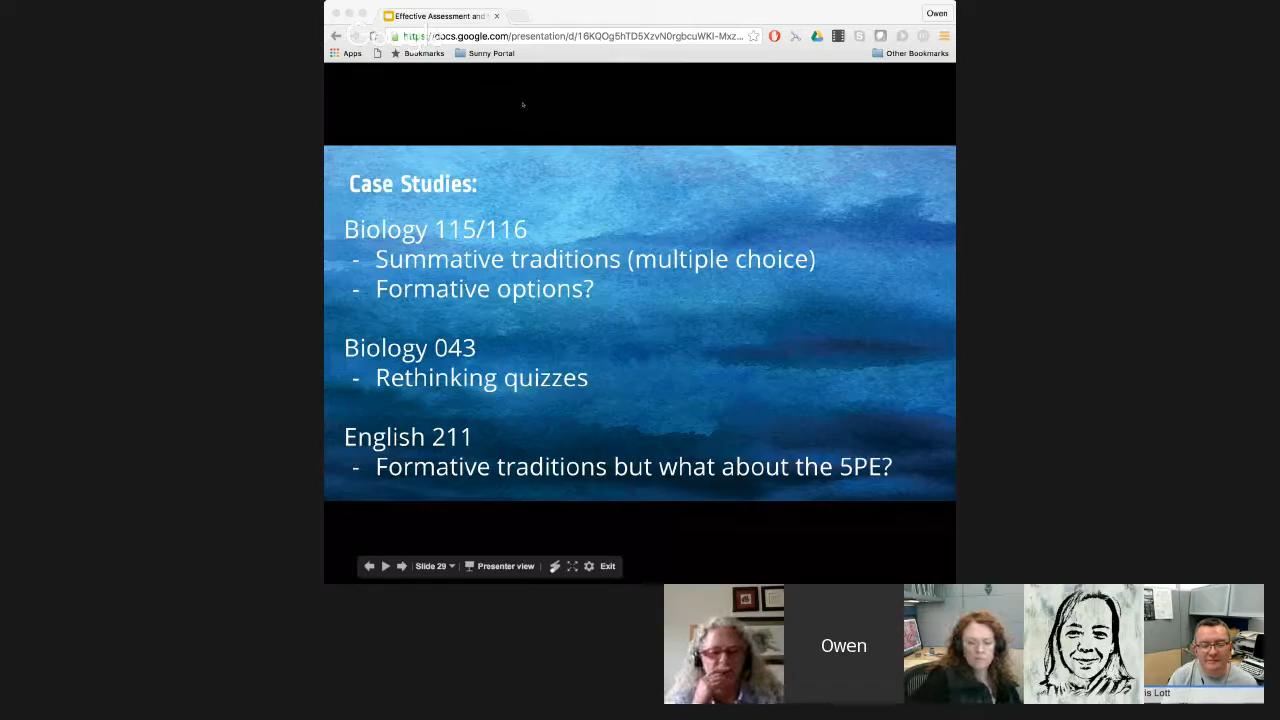 Effective Assessment and
Owen
https://docs.google.com/presentation/d/16KQOg5hTD5XzvN0rgbcuWKI-Mxz...
Apps
Bookmarks
Sunny Portal
Other Bookmarks
Case Studies:
Biology 115/116
- Summative traditions (multiple choice)
- Formative options?
Biology 043
- Rethinking quizzes
English 211
- Formative traditions but what about the 5PE?
Slide 29
Presenter view
Exit
Owen
is Lott